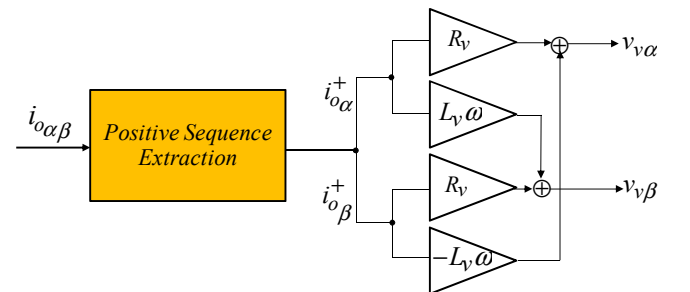 i_{oαβ}
Positive Sequence
Extraction
i_{oα}^+
i_{oβ}^+
R_v
L_v ω
R_v
−L_v ω
v_{vα}
v_{vβ}